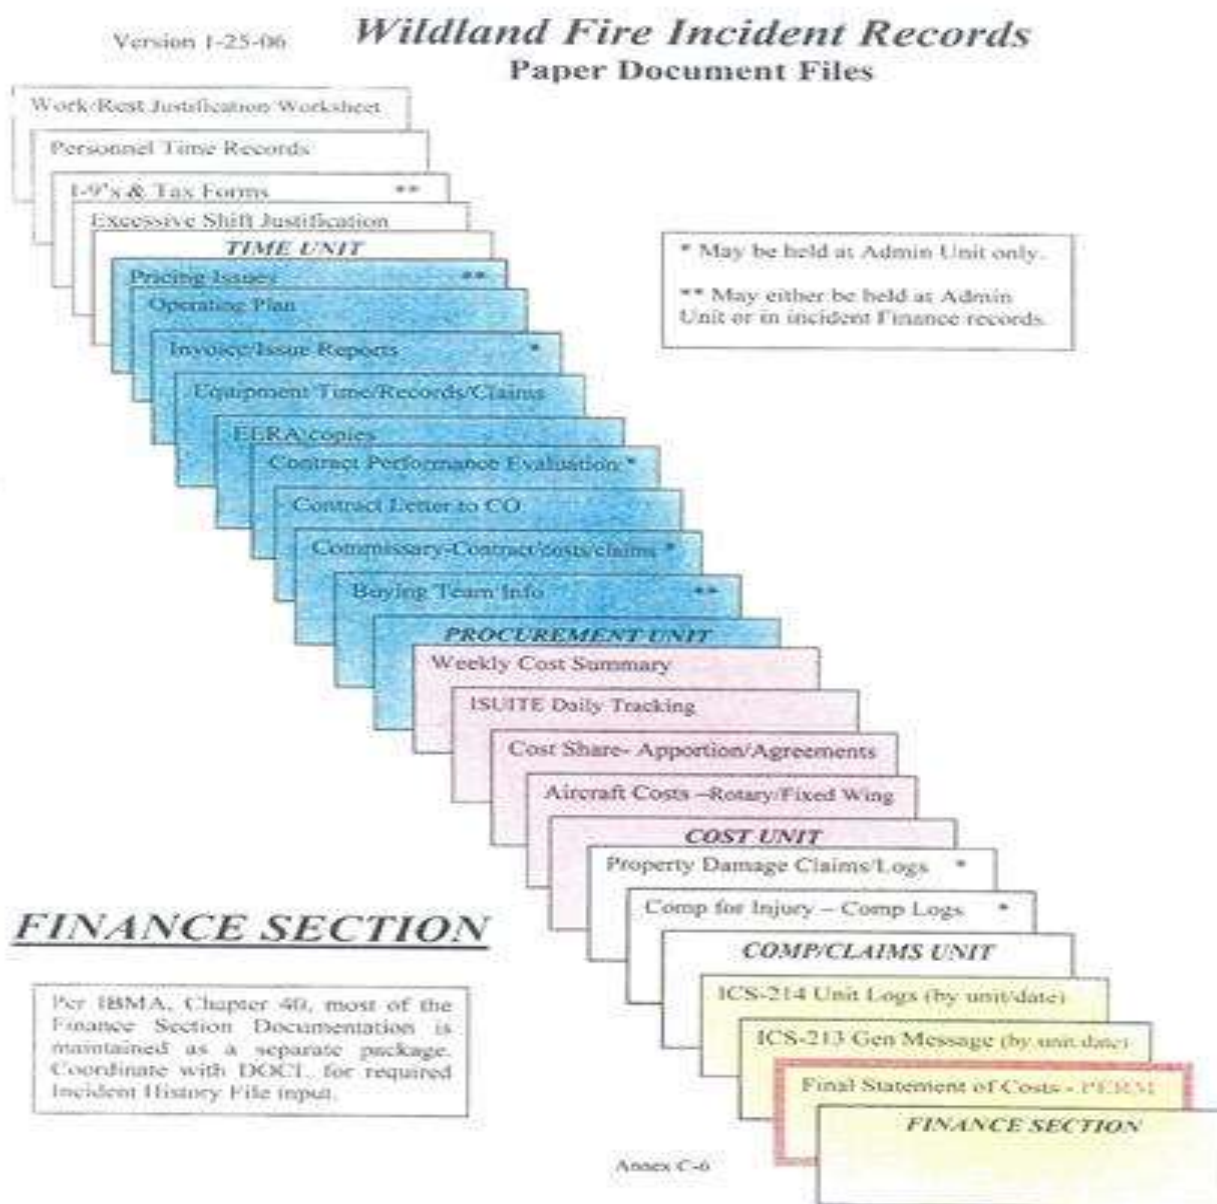 Version 1-25-06
Wildland Fire Incident Records
Paper Document Files
Work/Rest Justification Worksheet
Personnel Time Records
I-9's & Tax Forms **
Excessive Shift Justification
TIME UNIT
Pricing Issues **
Operating Plan
Invoice/Issue Reports *
Equipment Time/Records/Claims
EERA copies
Contract Performance Evaluation *
Contract Letter to CO
Commissary-Contract/costs/claims *
Buying Team Info **
PROCUREMENT UNIT
Weekly Cost Summary
ISUITE Daily Tracking
Cost Share- Apportion/Agreements
Aircraft Costs –Rotary/Fixed Wing
COST UNIT
Property Damage Claims/Logs *
Comp for Injury – Comp Logs *
COMP/CLAIMS UNIT
ICS-214 Unit Logs (by unit/date)
ICS-213 Gen Message (by unit/date)
Final Statement of Costs - PERM
FINANCE SECTION
* May be held at Admin Unit only.
** May either be held at Admin
Unit or in incident Finance records.
FINANCE SECTION
Per IBMA, Chapter 40, most of the
Finance Section Documentation is
maintained as a separate package.
Coordinate with DOCL for required
Incident History File input.
Annex C-6